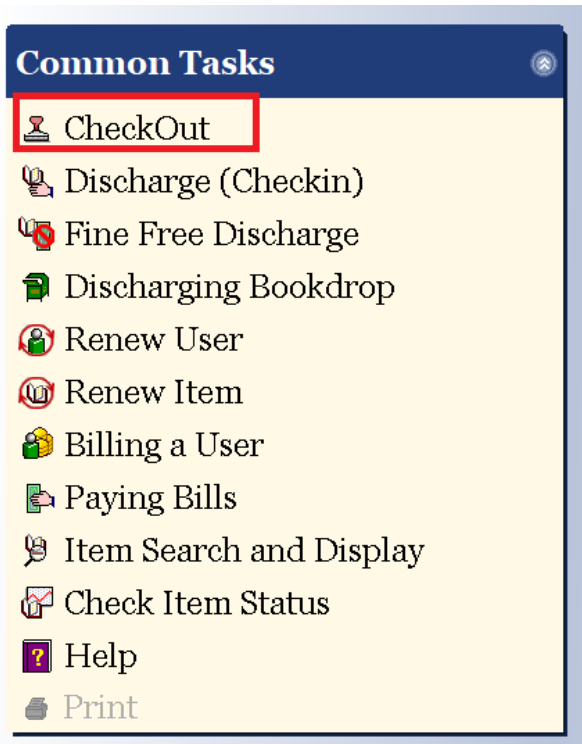 Common Tasks
CheckOut
Discharge (Checkin)
Fine Free Discharge
Discharging Bookdrop
Renew User
Renew Item
Billing a User
Paying Bills
Item Search and Display
Check Item Status
? Help
Print